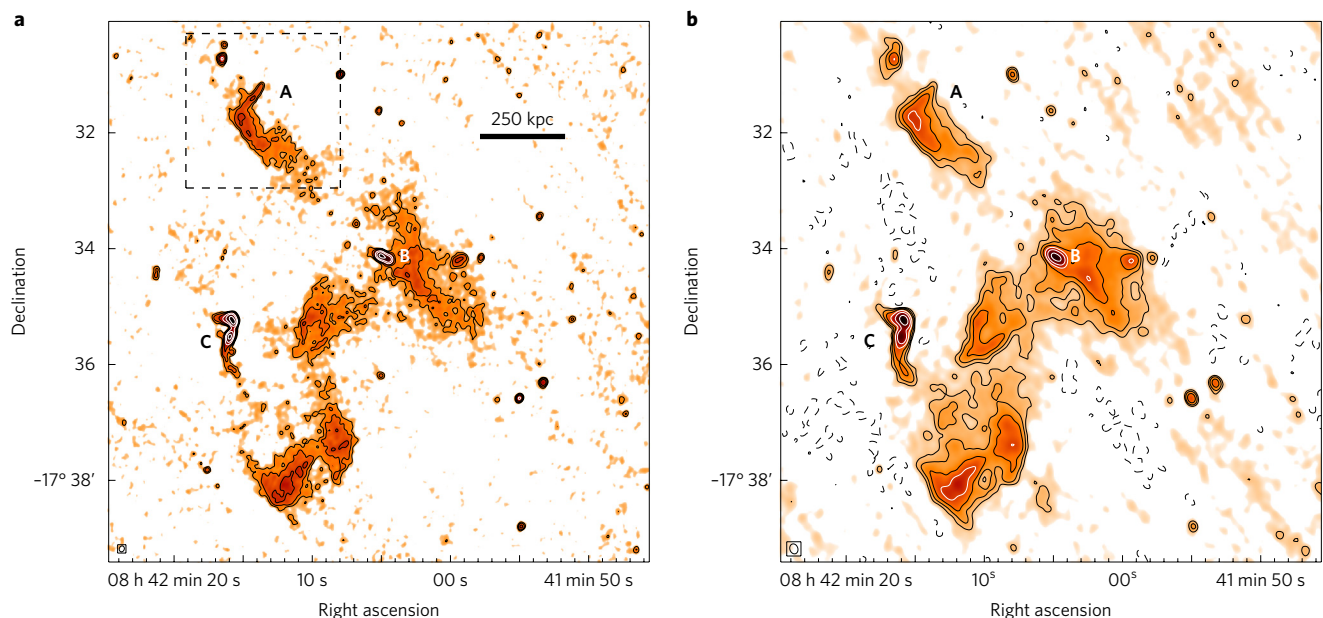 a
A
250 kpc
32
34
B
Declination
C
36
–17° 38′
08 h 42 min 20 s 10 s 00 s 41 min 50 s
Right ascension
b
A
32
34
B
Declination
C
36
–17° 38′
08 h 42 min 20 s 10ˢ 00ˢ 41 min 50 s
Right ascension